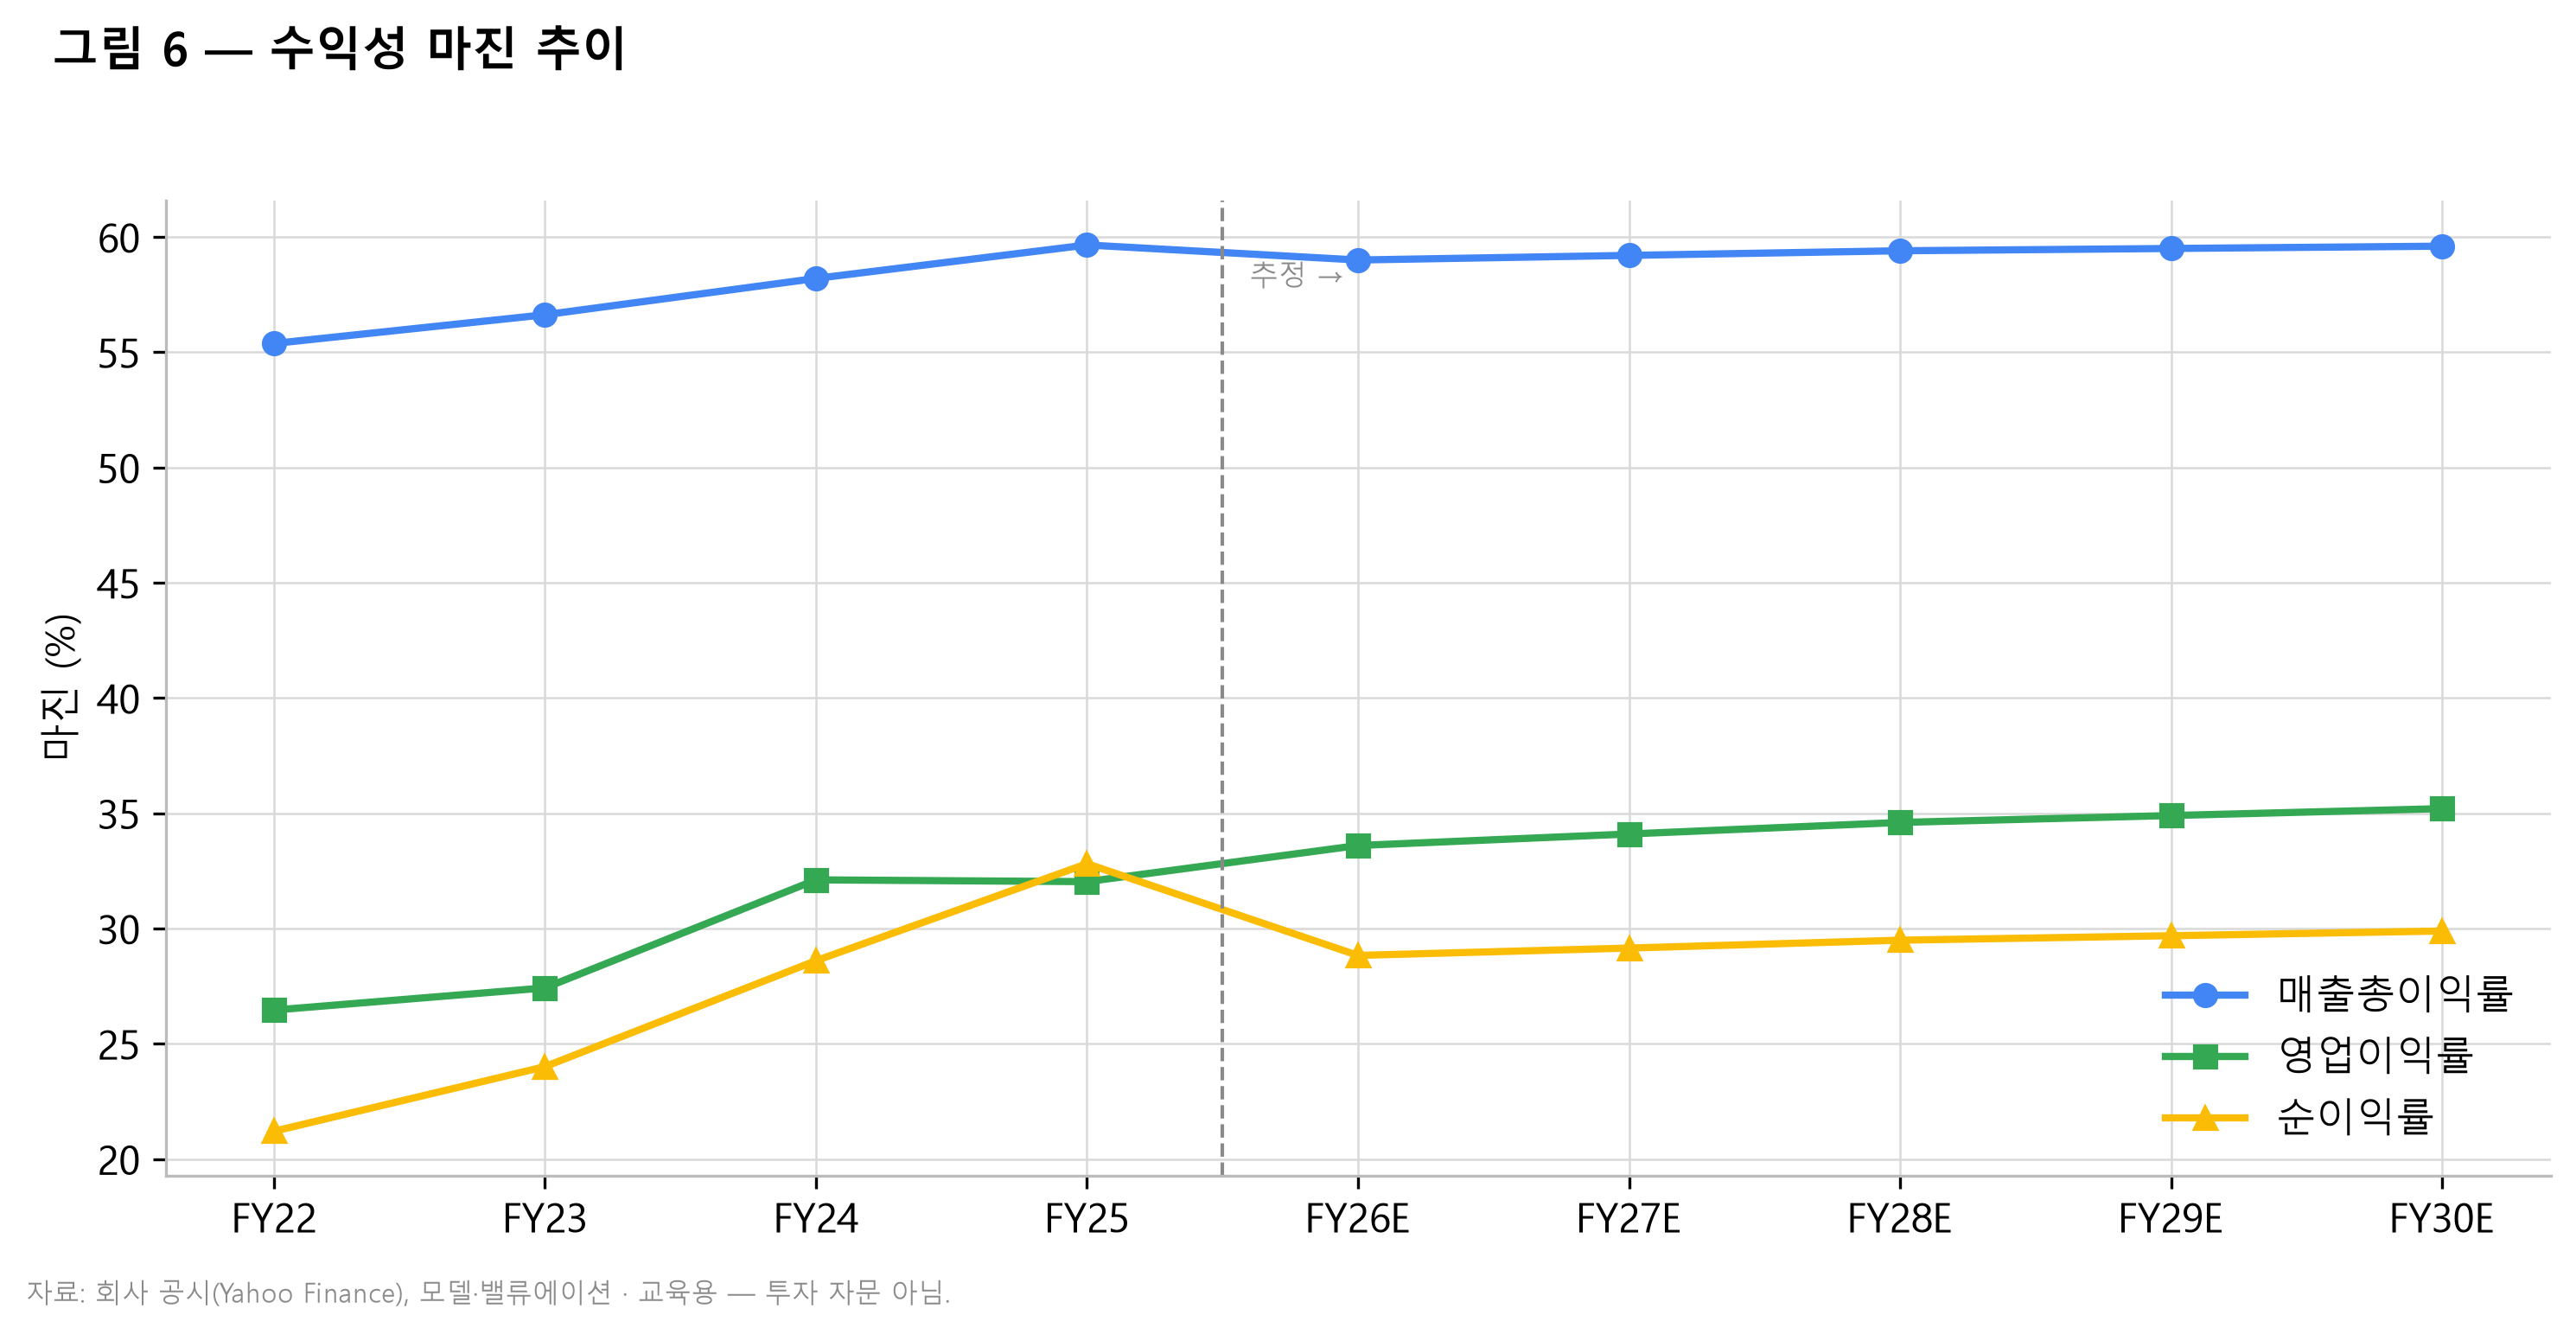 그림 6 — 수익성 마진 추이
60
55
50
45
40
35
30
25
20
마진 (%)
추정 →
매출총이익률
영업이익률
순이익률
FY22 FY23 FY24 FY25 FY26E FY27E FY28E FY29E FY30E
자료: 회사 공시(Yahoo Finance), 모델·밸류에이션 · 교육용 — 투자 자문 아님.